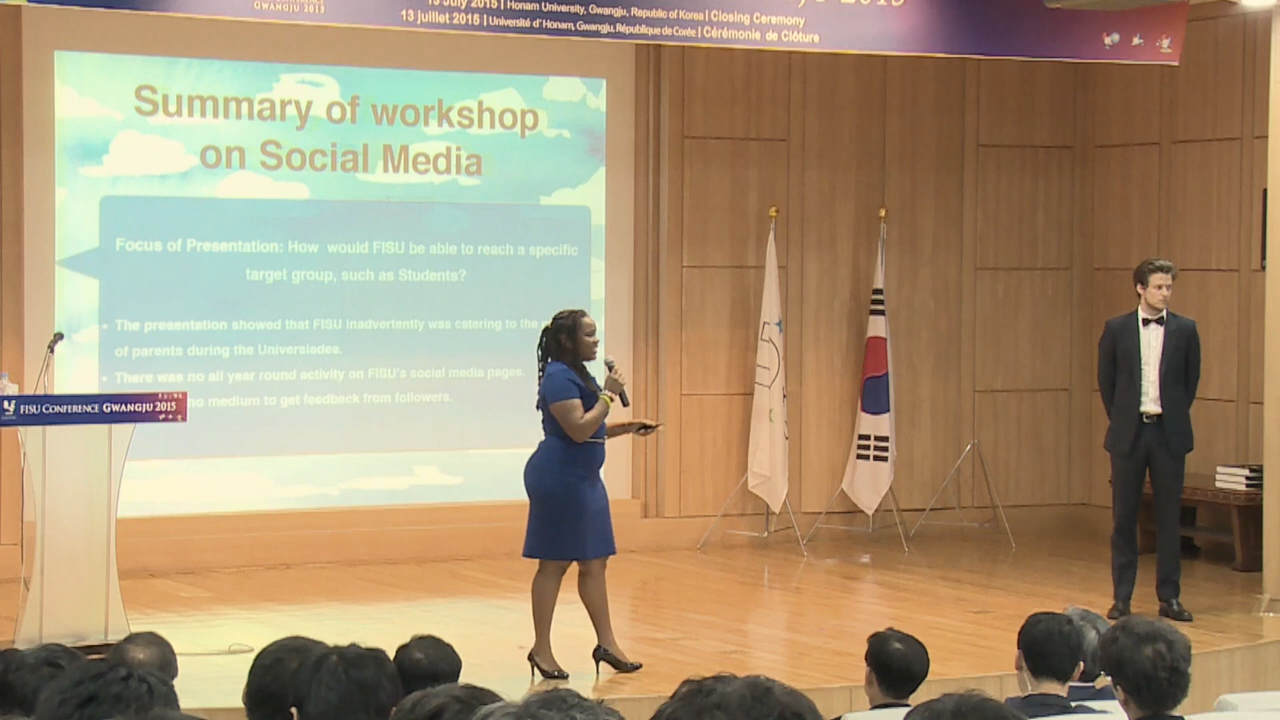 GWANGJU 2015
13 July 2015 | Honam University, Gwangju, Republic of Korea | Closing Ceremony
13 juillet 2015 | Université d'Honam, Gwangju, République de Corée | Cérémonie de Clôture
Summary of workshop
on Social Media
Focus of Presentation: How would FISU be able to reach a specific
target group, such as Students?
• The presentation showed that FISU inadvertently was catering to the
of parents during the Universiades.
• There was no all year round activity on FISU's social media pages.
no medium to get feedback from followers.
FISU CONFERENCE GWANGJU 2015